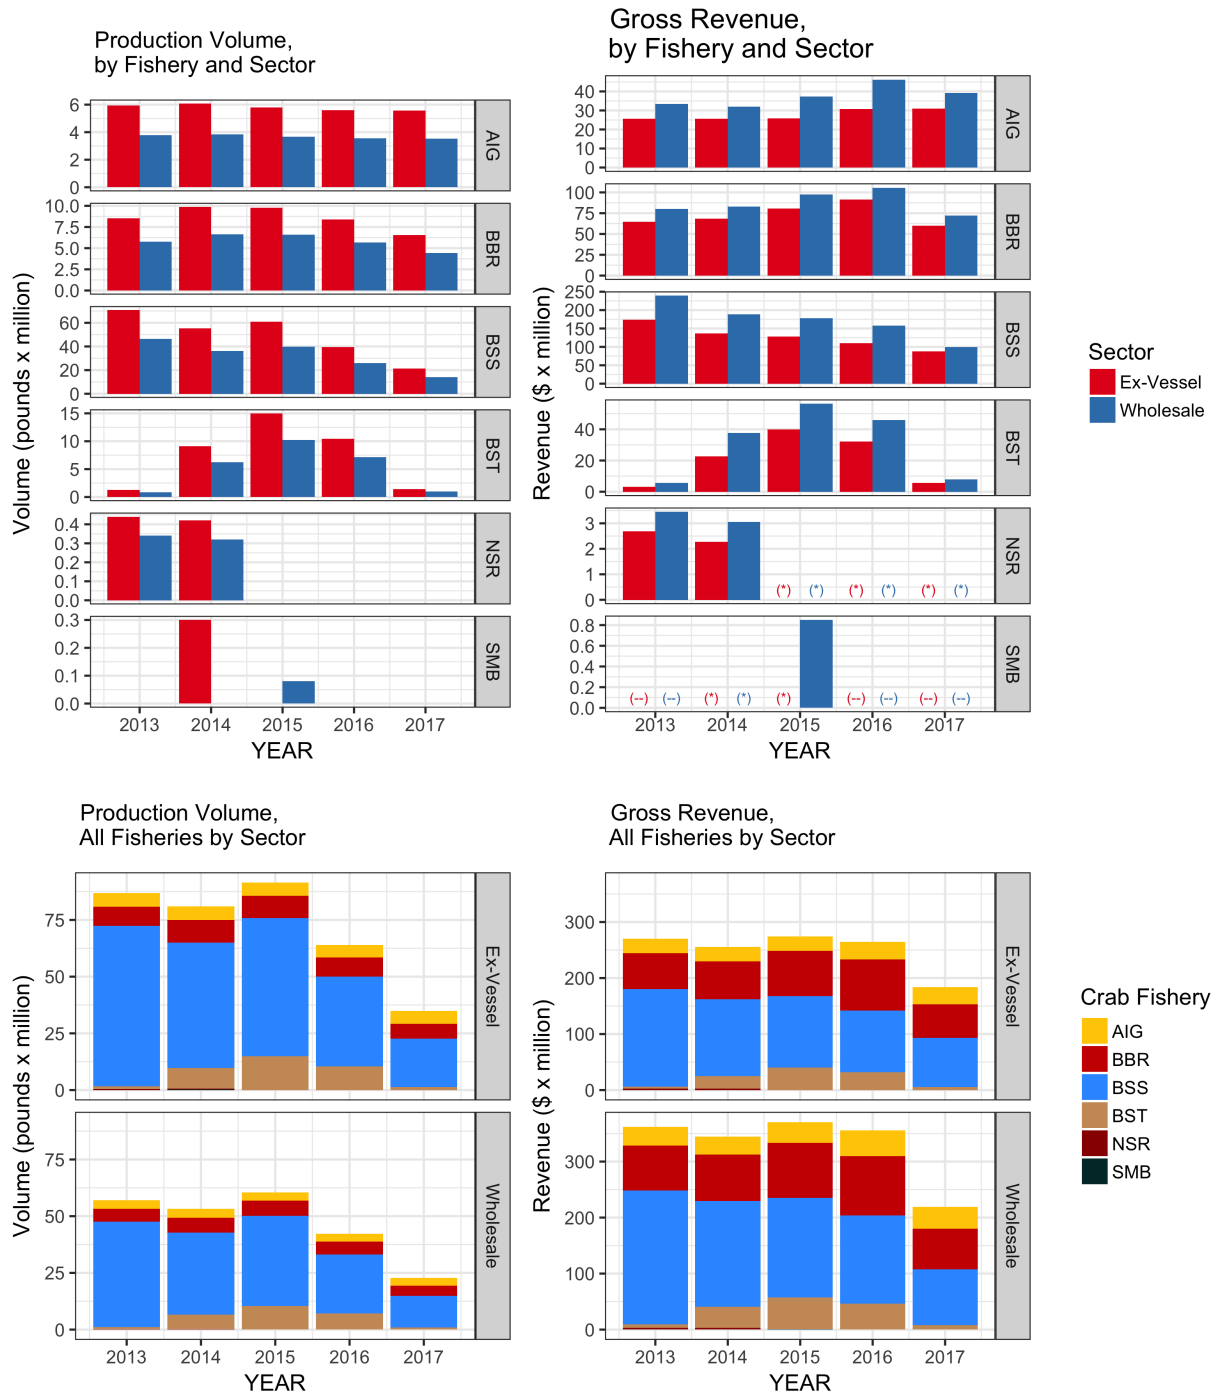 Production Volume,
by Fishery and Sector
Volume (pounds x million)
6
4
2
0
AIG
10.0
7.5
5.0
2.5
0.0
BBR
60
40
20
0
BSS
15
10
5
0
BST
0.4
0.3
0.2
0.1
0.0
NSR
0.3
0.2
0.1
0.0
SMB
2013 2014 2015 2016 2017
YEAR
Gross Revenue,
by Fishery and Sector
Revenue ($ x million)
40
30
20
10
0
AIG
100
75
50
25
0
BBR
250
200
150
100
50
0
BSS
40
20
0
BST
3
2
1
0
(*) (*) (*) (*) (*) (*)
NSR
0.8
0.6
0.4
0.2
0.0
(--) (--) (*) (*) (*) (--) (--) (--) (--)
SMB
2013 2014 2015 2016 2017
YEAR
Sector
Ex-Vessel
Wholesale
Production Volume,
All Fisheries by Sector
Volume (pounds x million)
75
50
25
0
Ex-Vessel
75
50
25
0
Wholesale
2013 2014 2015 2016 2017
YEAR
Gross Revenue,
All Fisheries by Sector
Revenue ($ x million)
300
200
100
0
Ex-Vessel
300
200
100
0
Wholesale
2013 2014 2015 2016 2017
YEAR
Crab Fishery
AIG
BBR
BSS
BST
NSR
SMB